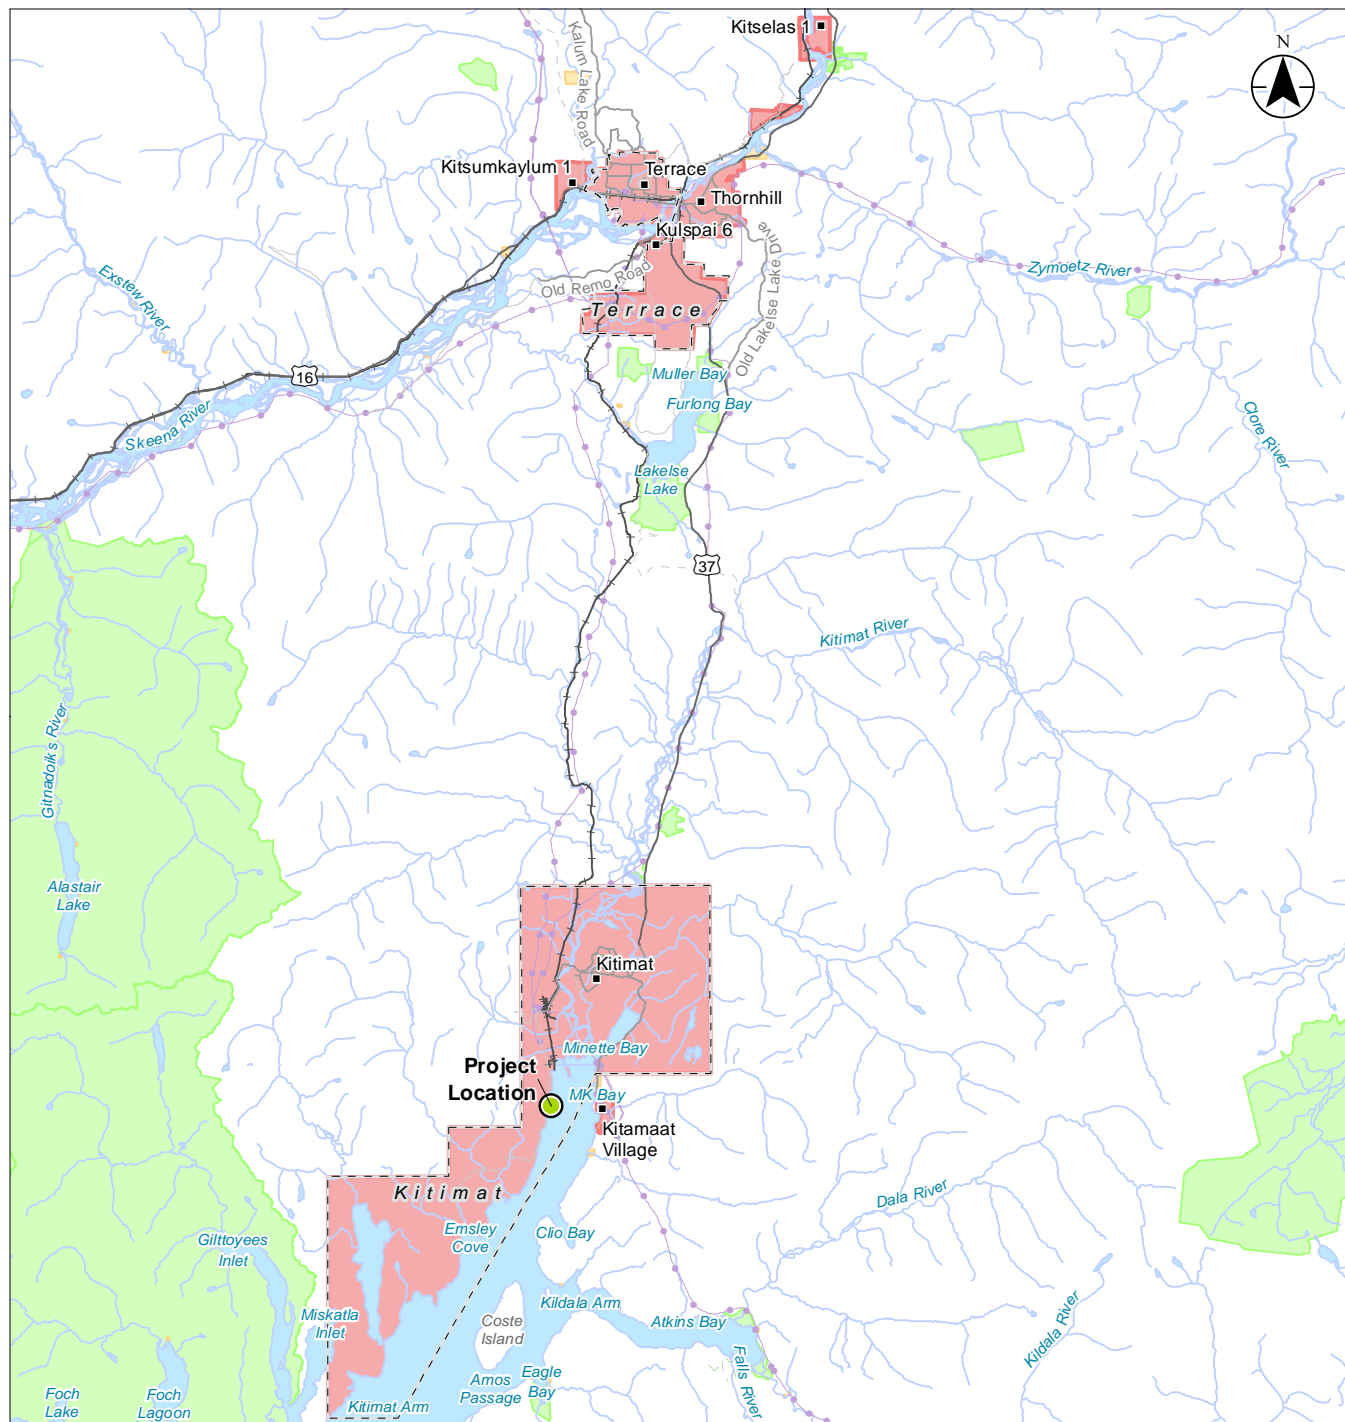 Kitselas 1
N
Kalum Lake Road
Kitsumkaylum 1
Terrace
Thornhill
Kulspai 6
Old Lakelse Lake Drive
Zymoetz River
Exstew River
Old Remo Road
Terrace
16
Muller Bay
Furlong Bay
Skeena River
Clore River
Lakelse
Lake
37
Kitimat River
Gitnadoiks River
Alastair
Lake
Kitimat
Minette Bay
Project
Location
MK Bay
Kitamaat
Village
Kitimat
Dala River
Emsley
Cove
Clio Bay
Gilttoyees
Inlet
Kildala Arm
Miskatla
Inlet
Coste
Island
Atkins Bay
Kildala River
Falls River
Eagle
Bay
Amos
Passage
Foch
Lake
Foch
Lagoon
Kitimat Arm